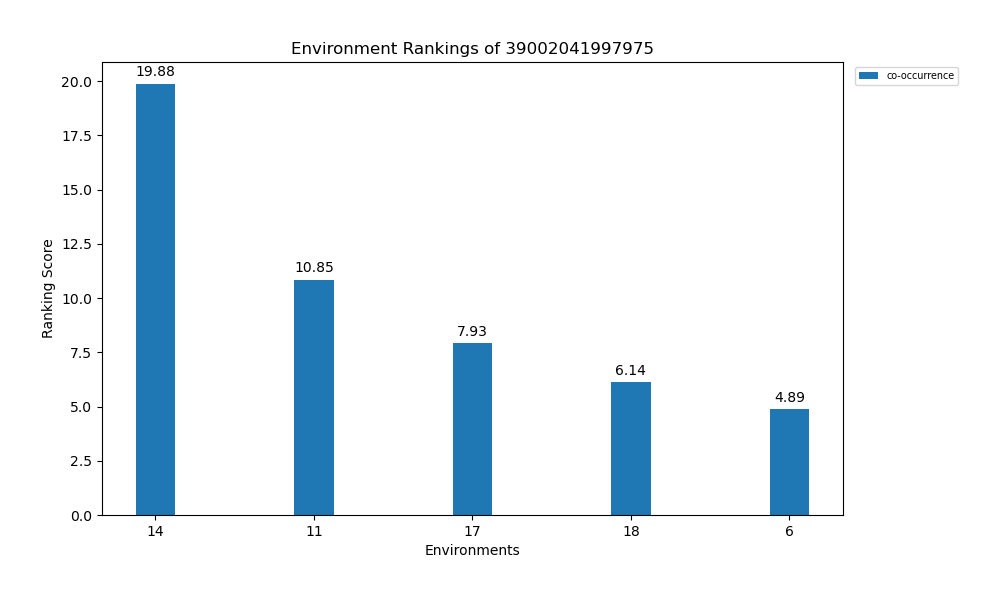 Environment Rankings of 39002041997975
co-occurrence
Ranking Score
20.0
17.5
15.0
12.5
10.0
7.5
5.0
2.5
0.0
19.88
10.85
7.93
6.14
4.89
14 11 17 18 6
Environments